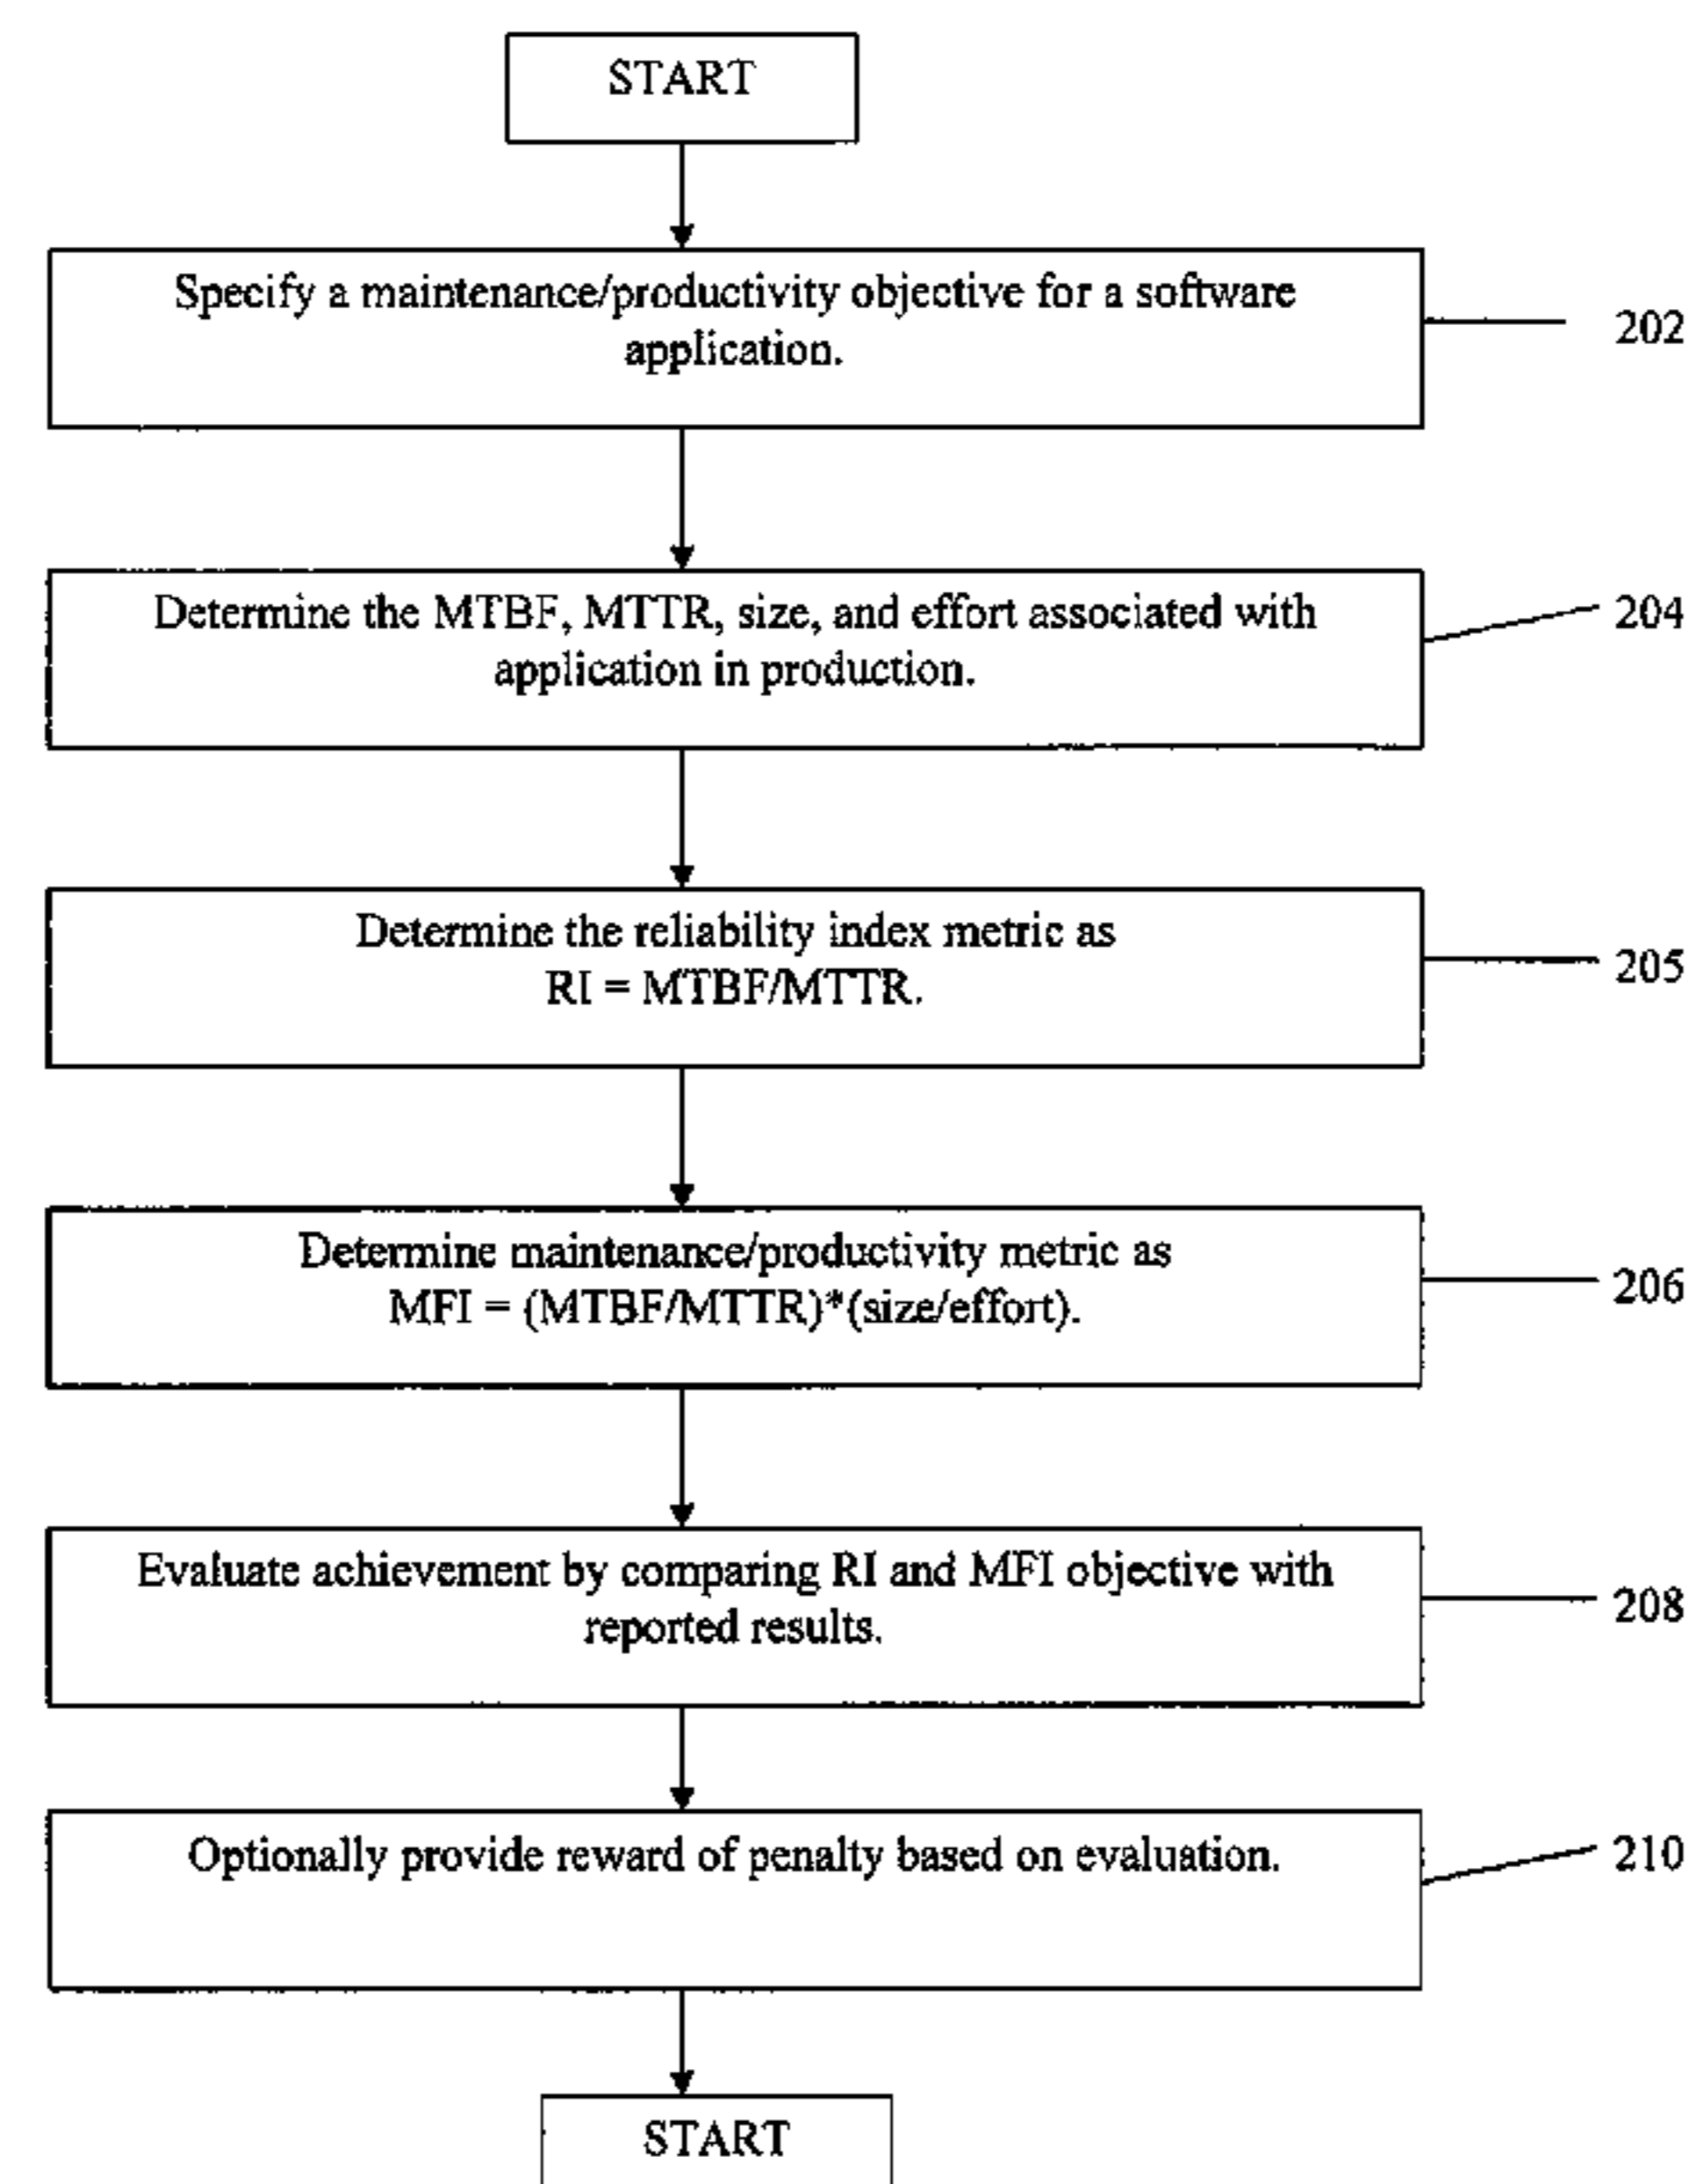 START
Specify a maintenance/productivity objective for a software
application.
202
Determine the MTBF, MTTR, size, and effort associated with
application in production.
204
Determine the reliability index metric as
RI = MTBF/MTTR.
205
Determine maintenance/productivity metric as
MFI = (MTBF/MTTR)*(size/effort).
206
Evaluate achievement by comparing RI and MFI objective with
reported results.
208
Optionally provide reward of penalty based on evaluation.
210
START